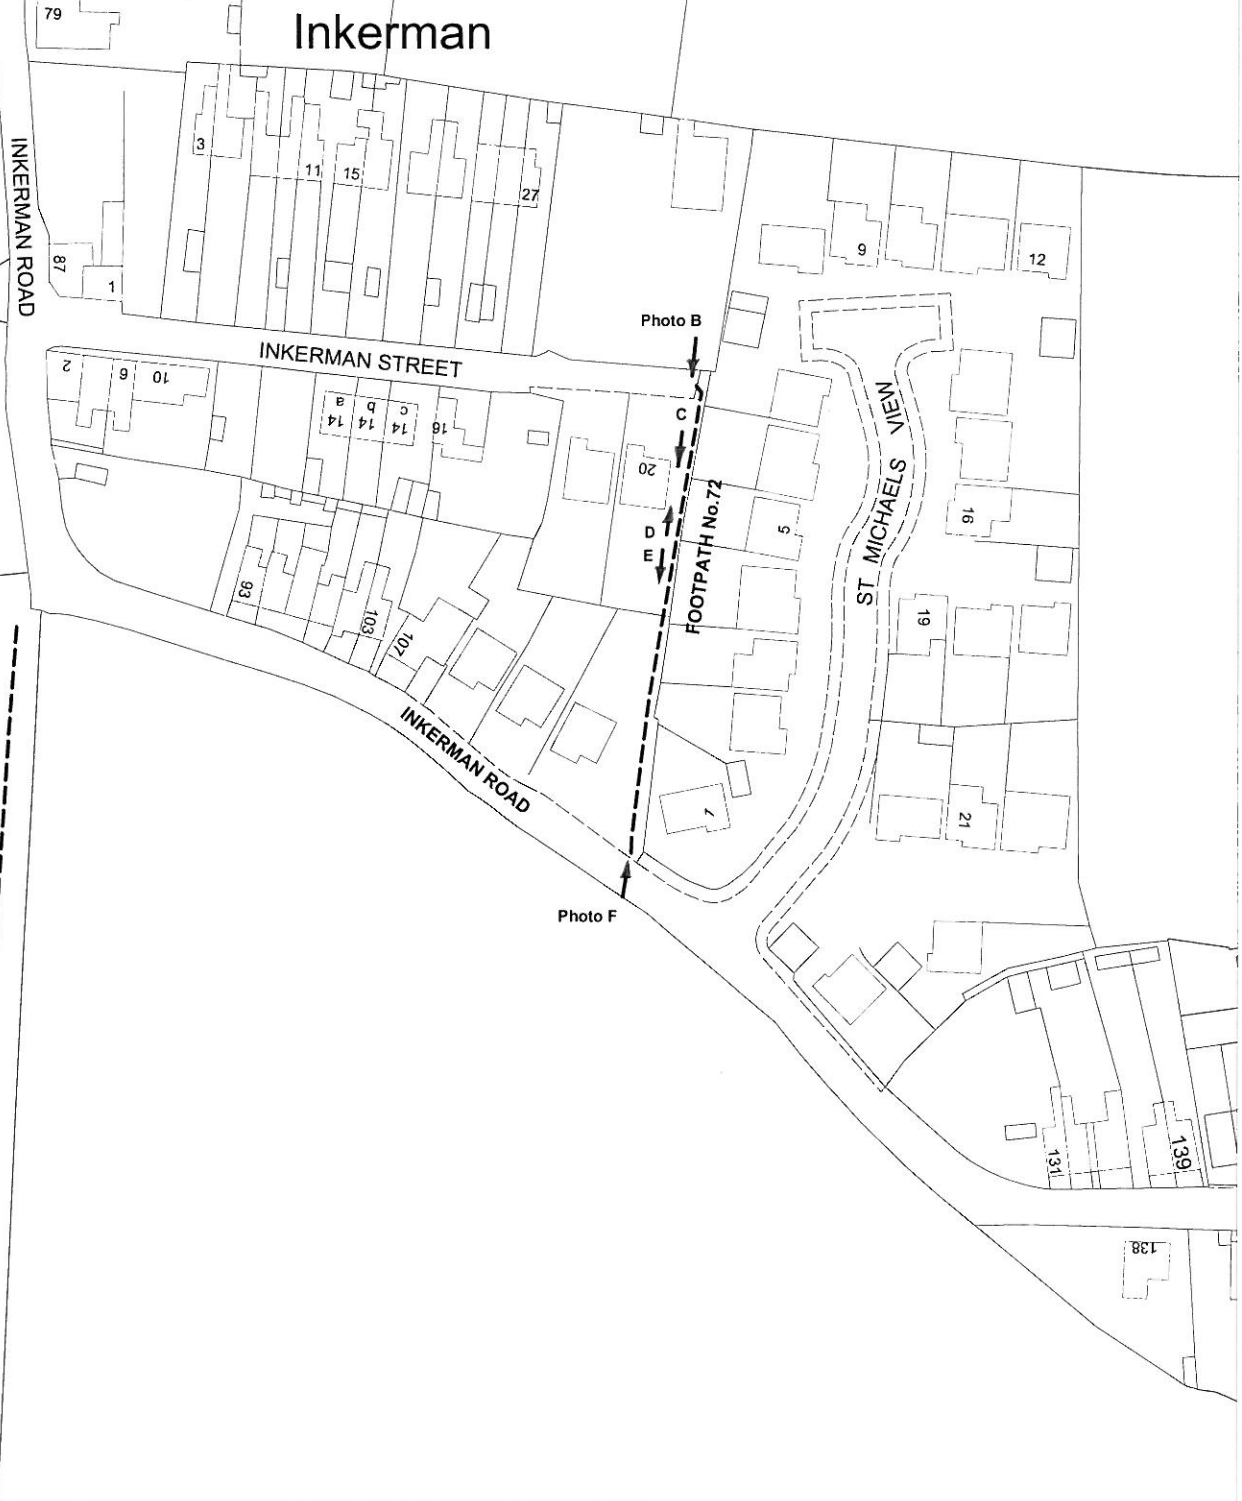 79
Inkerman
INKERMAN ROAD
3
11
15
27
87
1
9
12
Photo B
INKERMAN STREET
2
6
10
14 a
14 b
14 c
16
C
20
D
E
FOOTPATH No.72
5
ST MICHAELS VIEW
16
19
93
103
107
INKERMAN ROAD
1
21
Photo F
131
139
138